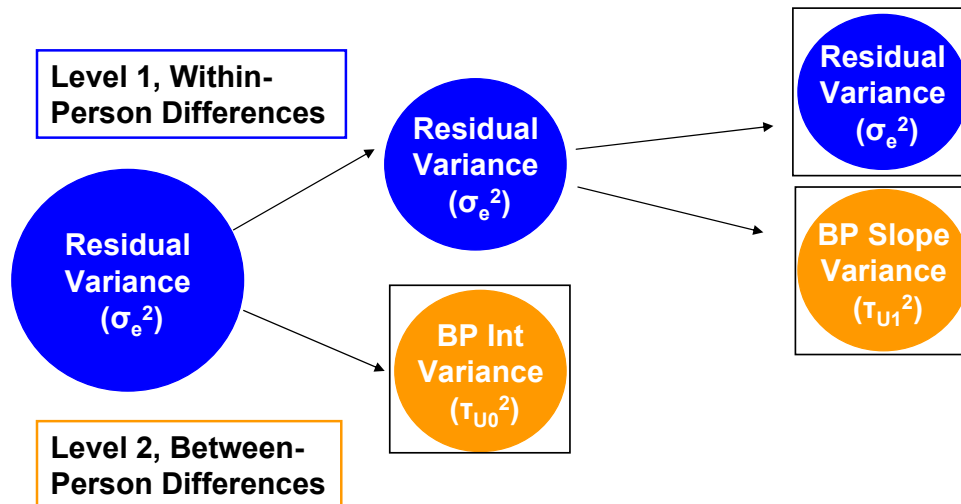 Level 1, Within-
Person Differences
Residual
Variance
(σe²)
Residual
Variance
(σe²)
Residual
Variance
(σe²)
BP Slope
Variance
(τU1²)
BP Int
Variance
(τU0²)
Level 2, Between-
Person Differences